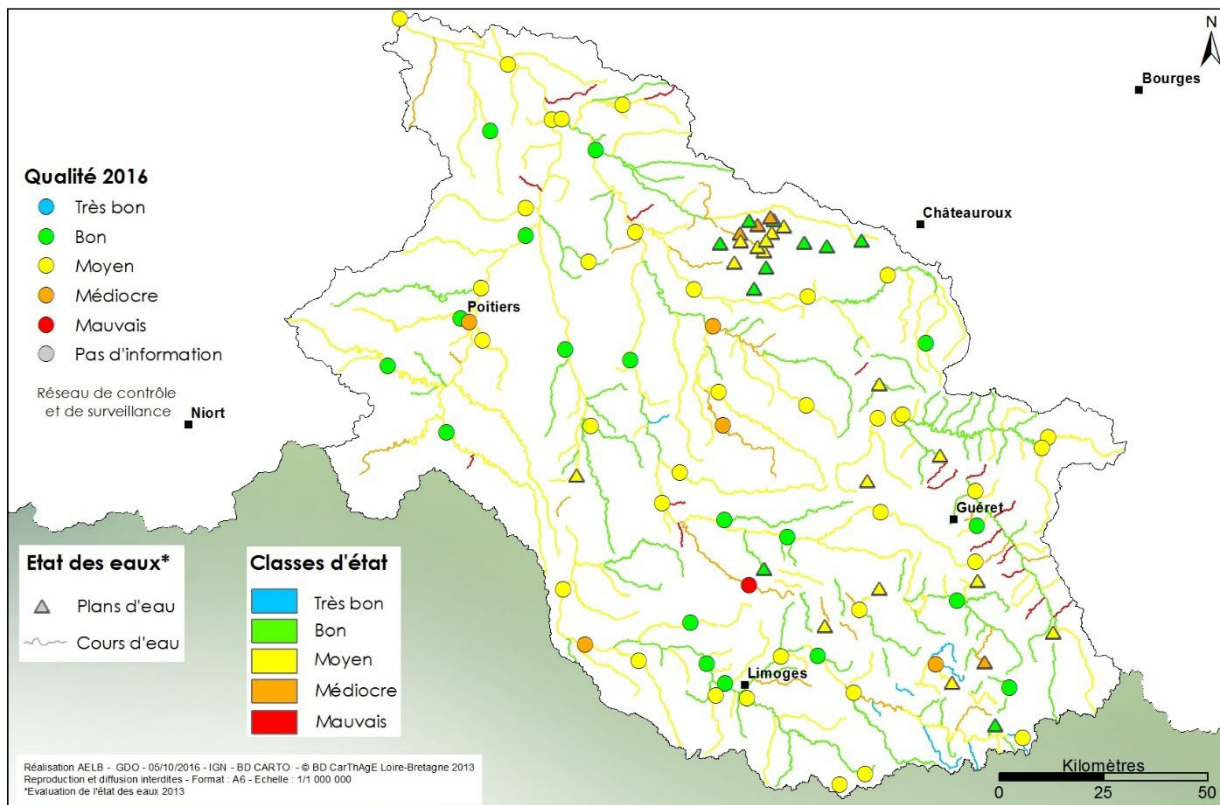 N
Bourges
Qualité 2016
Très bon
Bon
Moyen
Médiocre
Mauvais
Pas d'information
Réseau de contrôle
et de surveillance
Châteauroux
Poitiers
Niort
Guéret
Limoges
Etat des eaux*
Plans d'eau
Cours d'eau
Classes d'état
Très bon
Bon
Moyen
Médiocre
Mauvais
Réalisation AELB - GDO - 05/10/2016 - IGN - BD CARTO - © BD CarThAgE Loire-Bretagne 2013
Reproduction et diffusion interdites - Format : A6 - Echelle : 1/1 000 000
*Evaluation de l'état des eaux 2013
Kilomètres
0 25 50